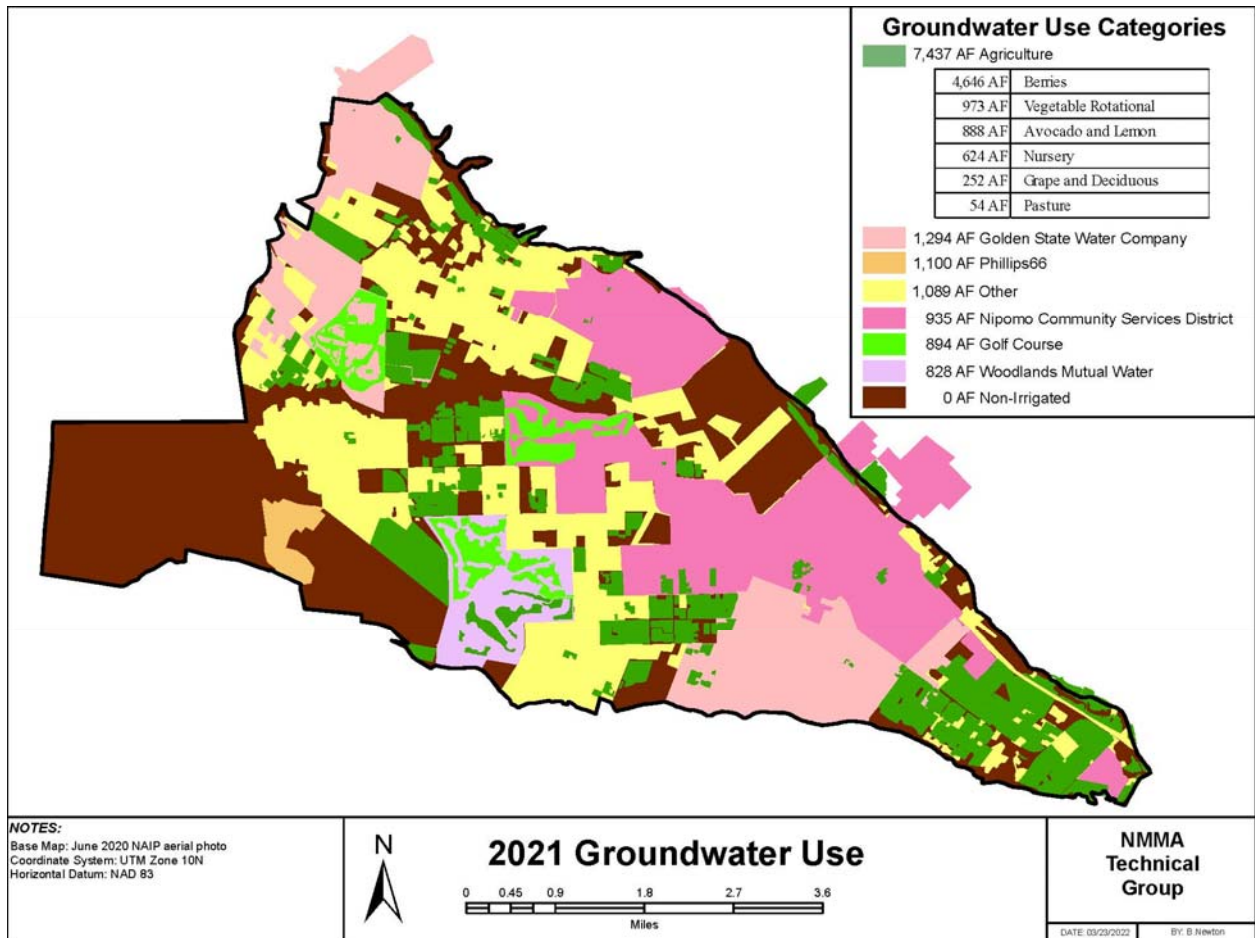 Groundwater Use Categories
7,437 AF Agriculture
4,646 AF Berries
973 AF Vegetable Rotational
888 AF Avocado and Lemon
624 AF Nursery
252 AF Grape and Deciduous
54 AF Pasture
1,294 AF Golden State Water Company
1,100 AF Phillips66
1,089 AF Other
935 AF Nipomo Community Services District
894 AF Golf Course
828 AF Woodlands Mutual Water
0 AF Non-Irrigated
NOTES:
Base Map: June 2020 NAIP aerial photo
Coordinate System: UTM Zone 10N
Horizontal Datum: NAD 83
N
2021 Groundwater Use
0 0.45 0.9 1.8 2.7 3.6
Miles
NMMA
Technical
Group
DATE: 03/23/2022 BY: B.Newton